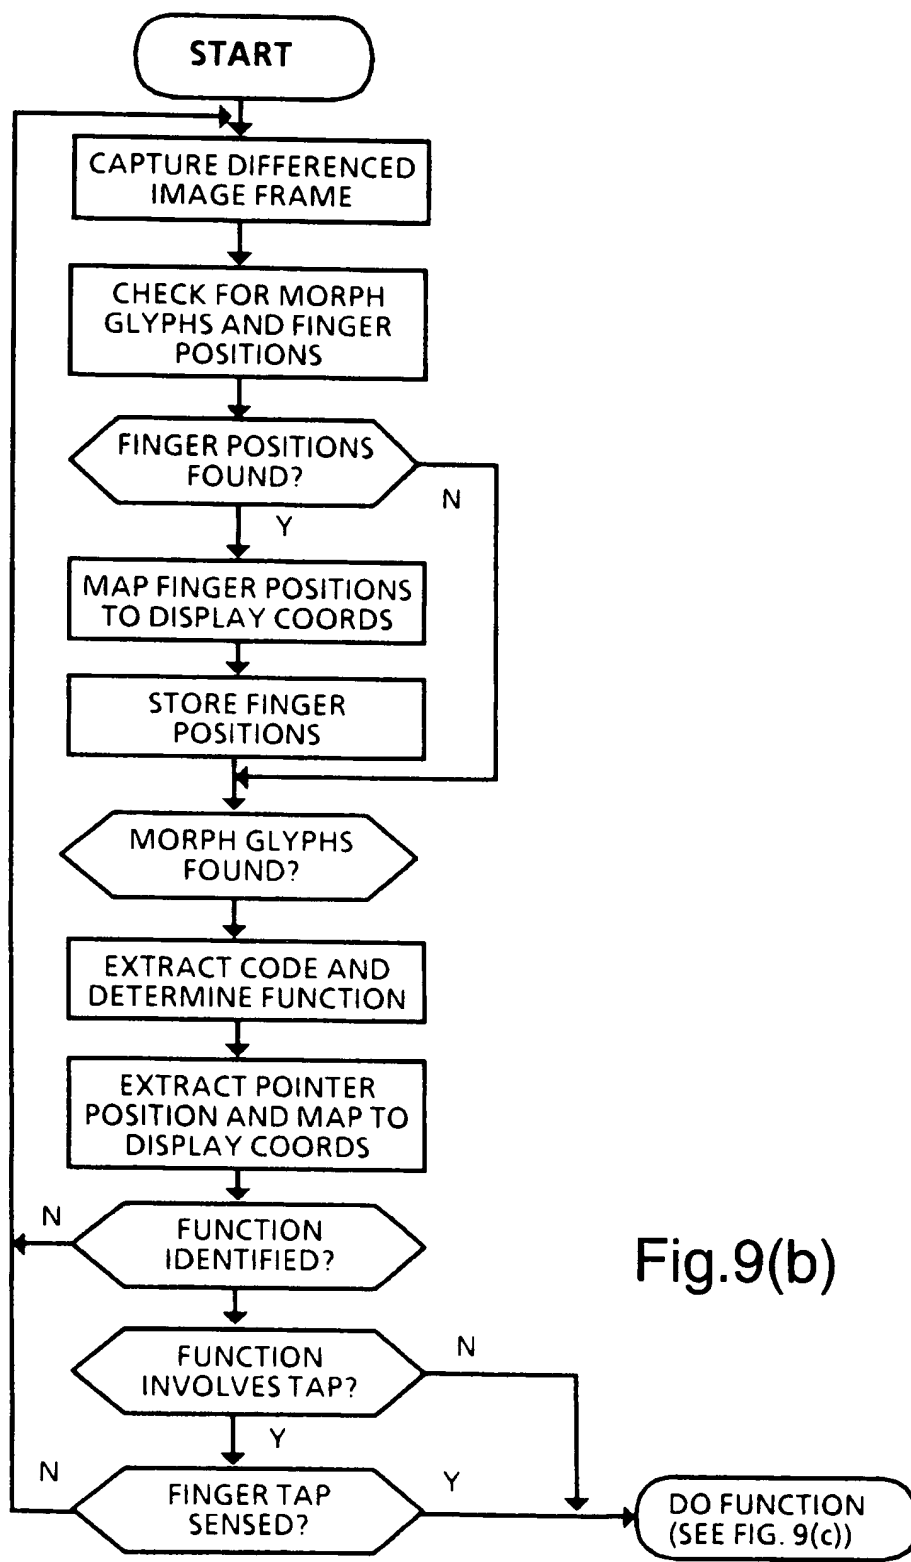 START
CAPTURE DIFFERENCED
IMAGE FRAME
CHECK FOR MORPH
GLYPHS AND FINGER
POSITIONS
FINGER POSITIONS
FOUND?
N
Y
MAP FINGER POSITIONS
TO DISPLAY COORDS
STORE FINGER
POSITIONS
MORPH GLYPHS
FOUND?
EXTRACT CODE AND
DETERMINE FUNCTION
EXTRACT POINTER
POSITION AND MAP TO
DISPLAY COORDS
N
FUNCTION
IDENTIFIED?
Fig.9(b)
FUNCTION
INVOLVES TAP?
N
Y
N
FINGER TAP
SENSED?
Y
DO FUNCTION
(SEE FIG. 9(c))